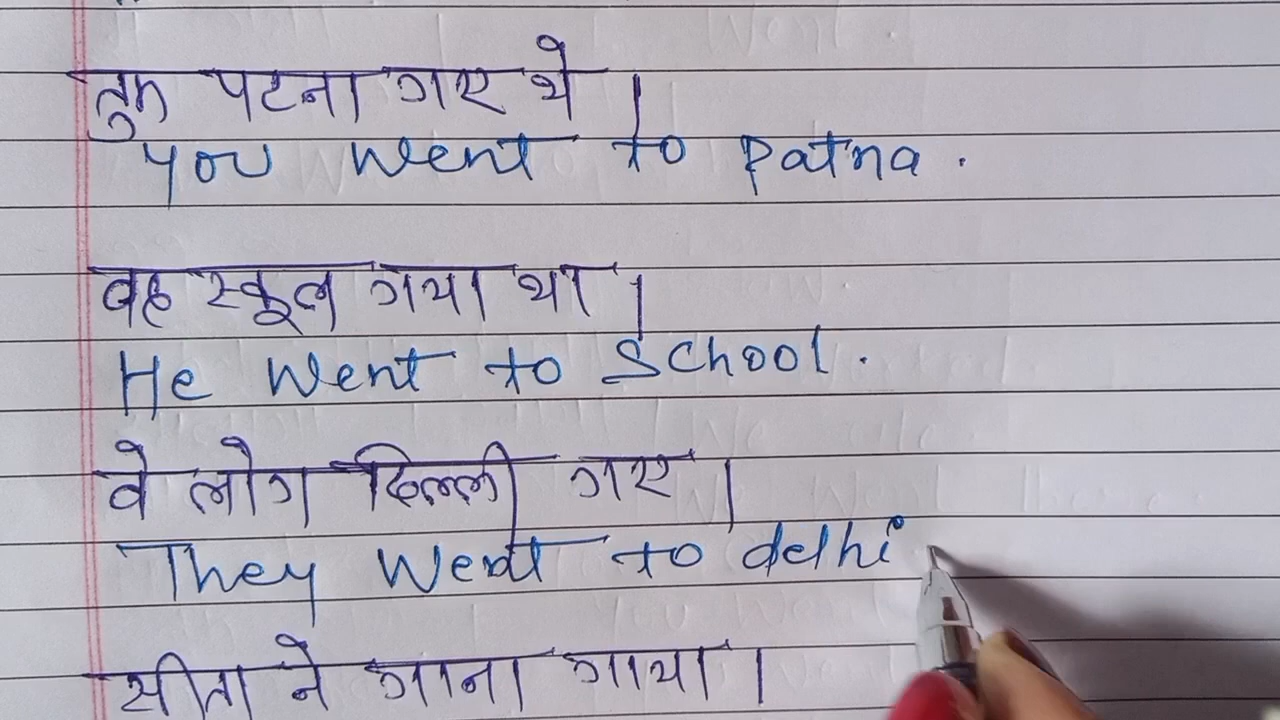 तुम पटना गए थे।
You Went to Patna.
वह स्कूल गया था।
He Went to School.
वे लोग दिल्ली गए।
They Went to delhi
सीता ने गाना गाया।